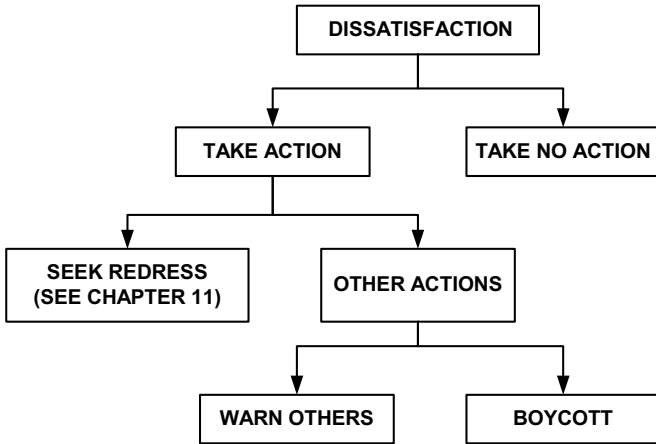 DISSATISFACTION
TAKE ACTION
TAKE NO ACTION
SEEK REDRESS
(SEE CHAPTER 11)
OTHER ACTIONS
WARN OTHERS
BOYCOTT